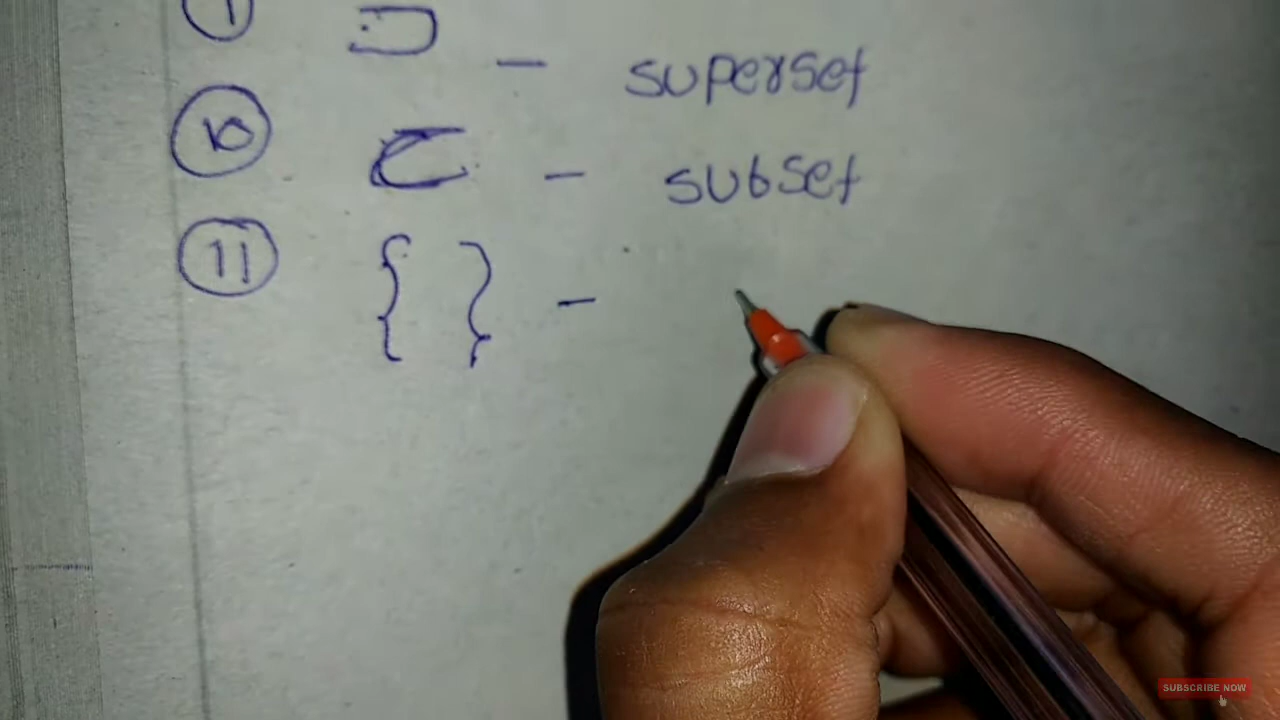 ⊃ - superset
10 ⊂ - subset
11 { } -
SUBSCRIBE NOW